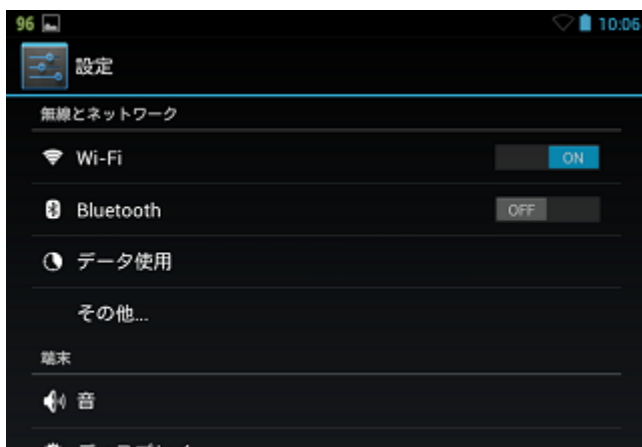 96 10:06
設定
無線とネットワーク
Wi-Fi ON
Bluetooth OFF
データ使用
その他...
端末
音